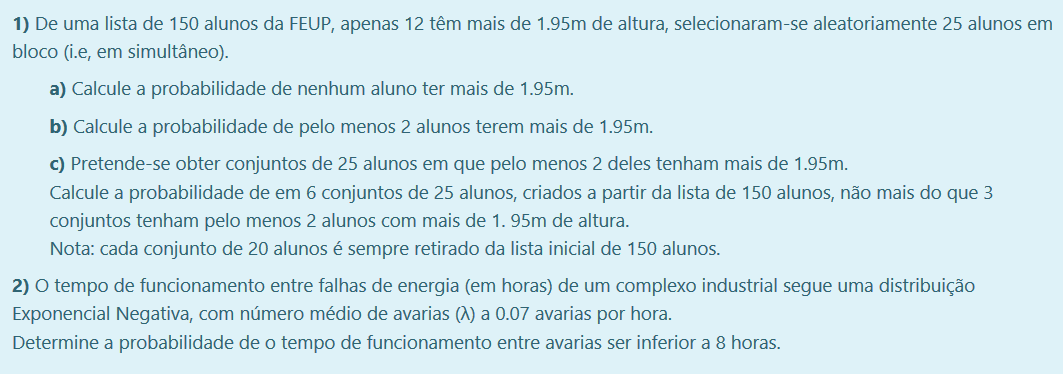 1) De uma lista de 150 alunos da FEUP, apenas 12 têm mais de 1.95m de altura, selecionaram-se aleatoriamente 25 alunos em
bloco (i.e, em simultâneo).
a) Calcule a probabilidade de nenhum aluno ter mais de 1.95m.
b) Calcule a probabilidade de pelo menos 2 alunos terem mais de 1.95m.
c) Pretende-se obter conjuntos de 25 alunos em que pelo menos 2 deles tenham mais de 1.95m.
Calcule a probabilidade de em 6 conjuntos de 25 alunos, criados a partir da lista de 150 alunos, não mais do que 3
conjuntos tenham pelo menos 2 alunos com mais de 1. 95m de altura.
Nota: cada conjunto de 20 alunos é sempre retirado da lista inicial de 150 alunos.
2) O tempo de funcionamento entre falhas de energia (em horas) de um complexo industrial segue uma distribuição
Exponencial Negativa, com número médio de avarias (λ) a 0.07 avarias por hora.
Determine a probabilidade de o tempo de funcionamento entre avarias ser inferior a 8 horas.